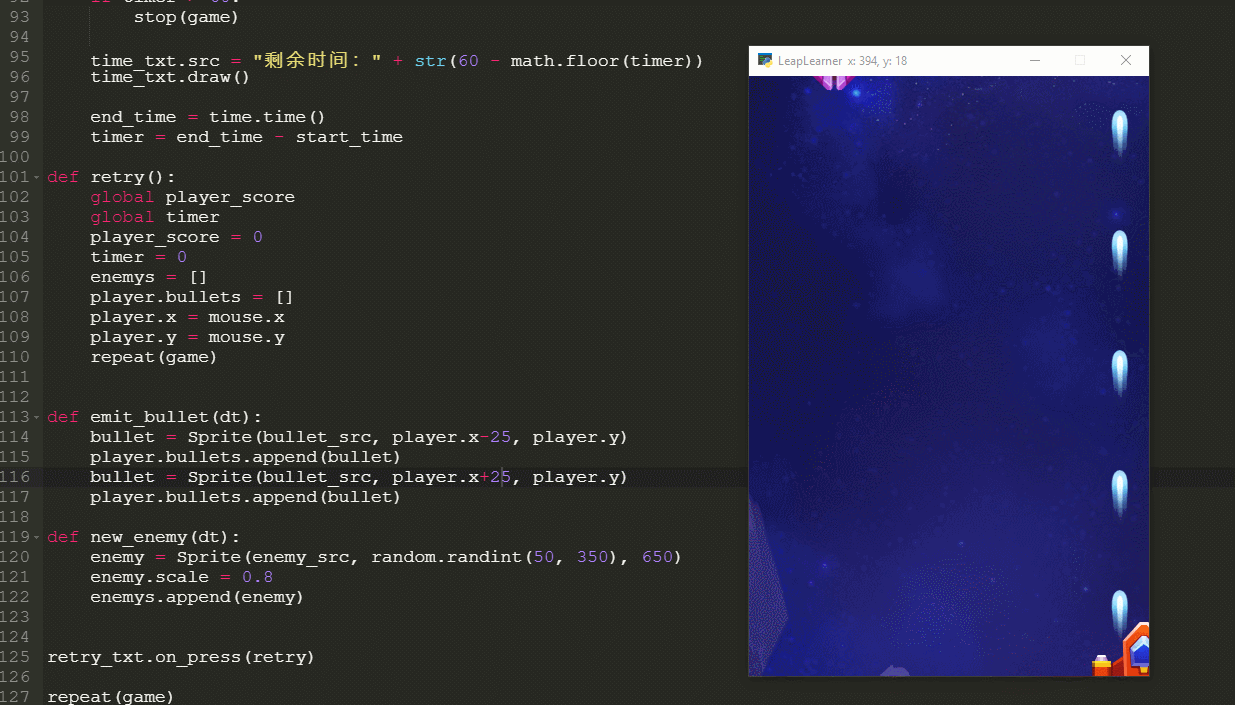 93 stop(game)
94
95 time_txt.src = "剩余时间：" + str(60 - math.floor(timer))
96 time_txt.draw()
97
98 end_time = time.time()
99 timer = end_time - start_time
100
101 def retry():
102 global player_score
103 global timer
104 player_score = 0
105 timer = 0
106 enemys = []
107 player.bullets = []
108 player.x = mouse.x
109 player.y = mouse.y
110 repeat(game)
111
112
113 def emit_bullet(dt):
114 bullet = Sprite(bullet_src, player.x-25, player.y)
115 player.bullets.append(bullet)
116 bullet = Sprite(bullet_src, player.x+25, player.y)
117 player.bullets.append(bullet)
118
119 def new_enemy(dt):
120 enemy = Sprite(enemy_src, random.randint(50, 350), 650)
121 enemy.scale = 0.8
122 enemys.append(enemy)
123
124
125 retry_txt.on_press(retry)
126
127 repeat(game)
LeapLearner x: 394, y: 18